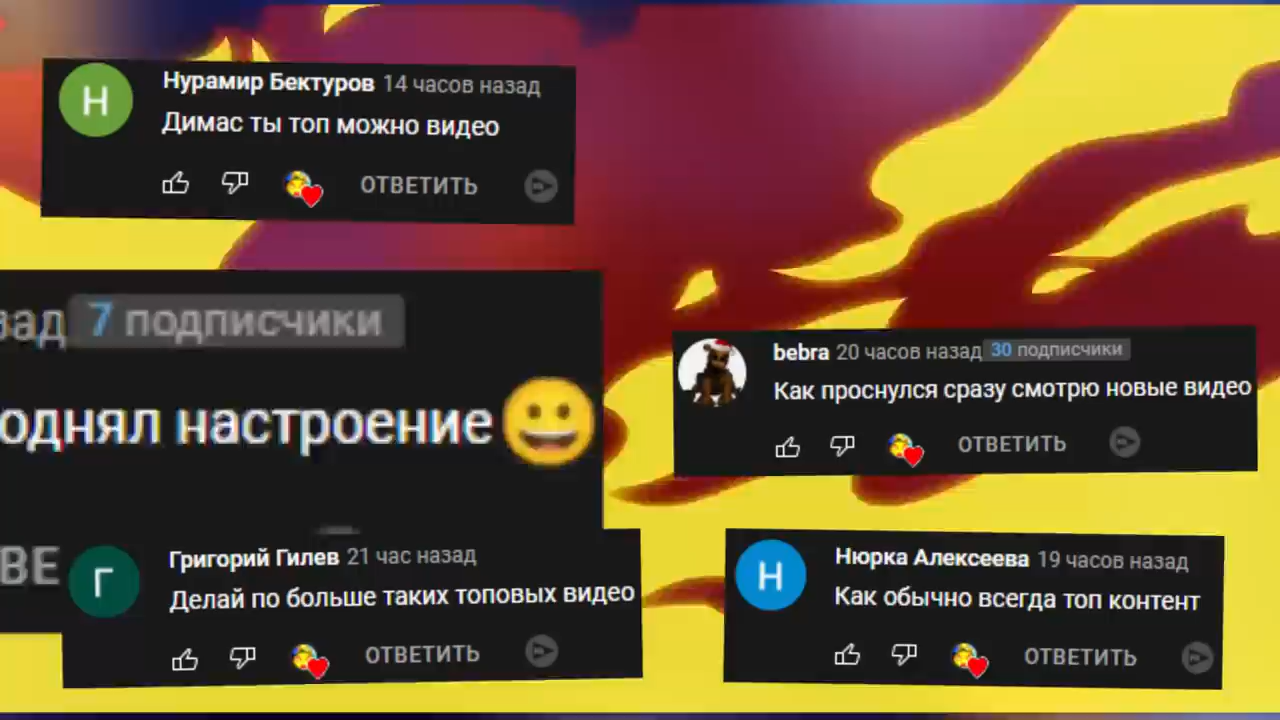 Нурамир Бектуров 14 часов назад
Димас ты топ можно видео
ОТВЕТИТЬ
7 подписчики
настроение
bebra 20 часов назад 30 подписчики
Как проснулся сразу смотрю новые видео
ОТВЕТИТЬ
Григорий Гилев 21 час назад
Делай по больше таких топовых видео
ОТВЕТИТЬ
Нюрка Алексеева 19 часов назад
Как обычно всегда топ контент
ОТВЕТИТЬ